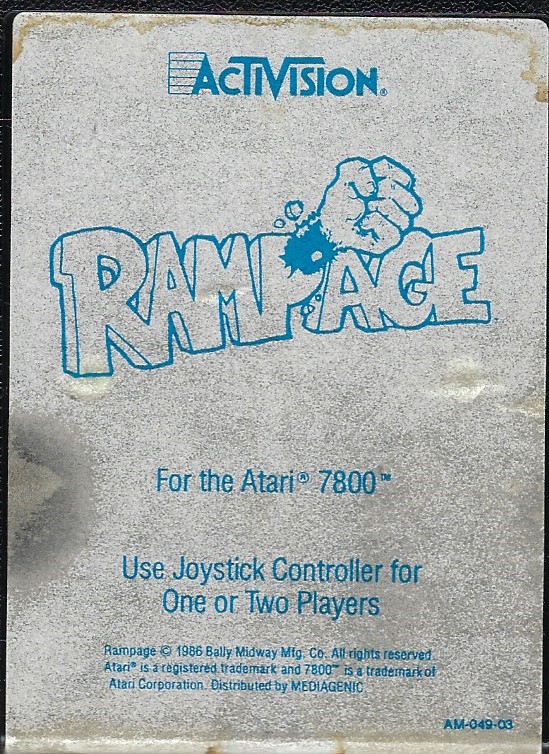 ACTIVISION®
RAMPAGE
For the Atari® 7800™
Use Joystick Controller for
One or Two Players
Rampage © 1986 Bally Midway Mfg. Co. All rights reserved.
Atari® is a registered trademark and 7800™ is a trademark of
Atari Corporation. Distributed by MEDIAGENIC
AM-049-03